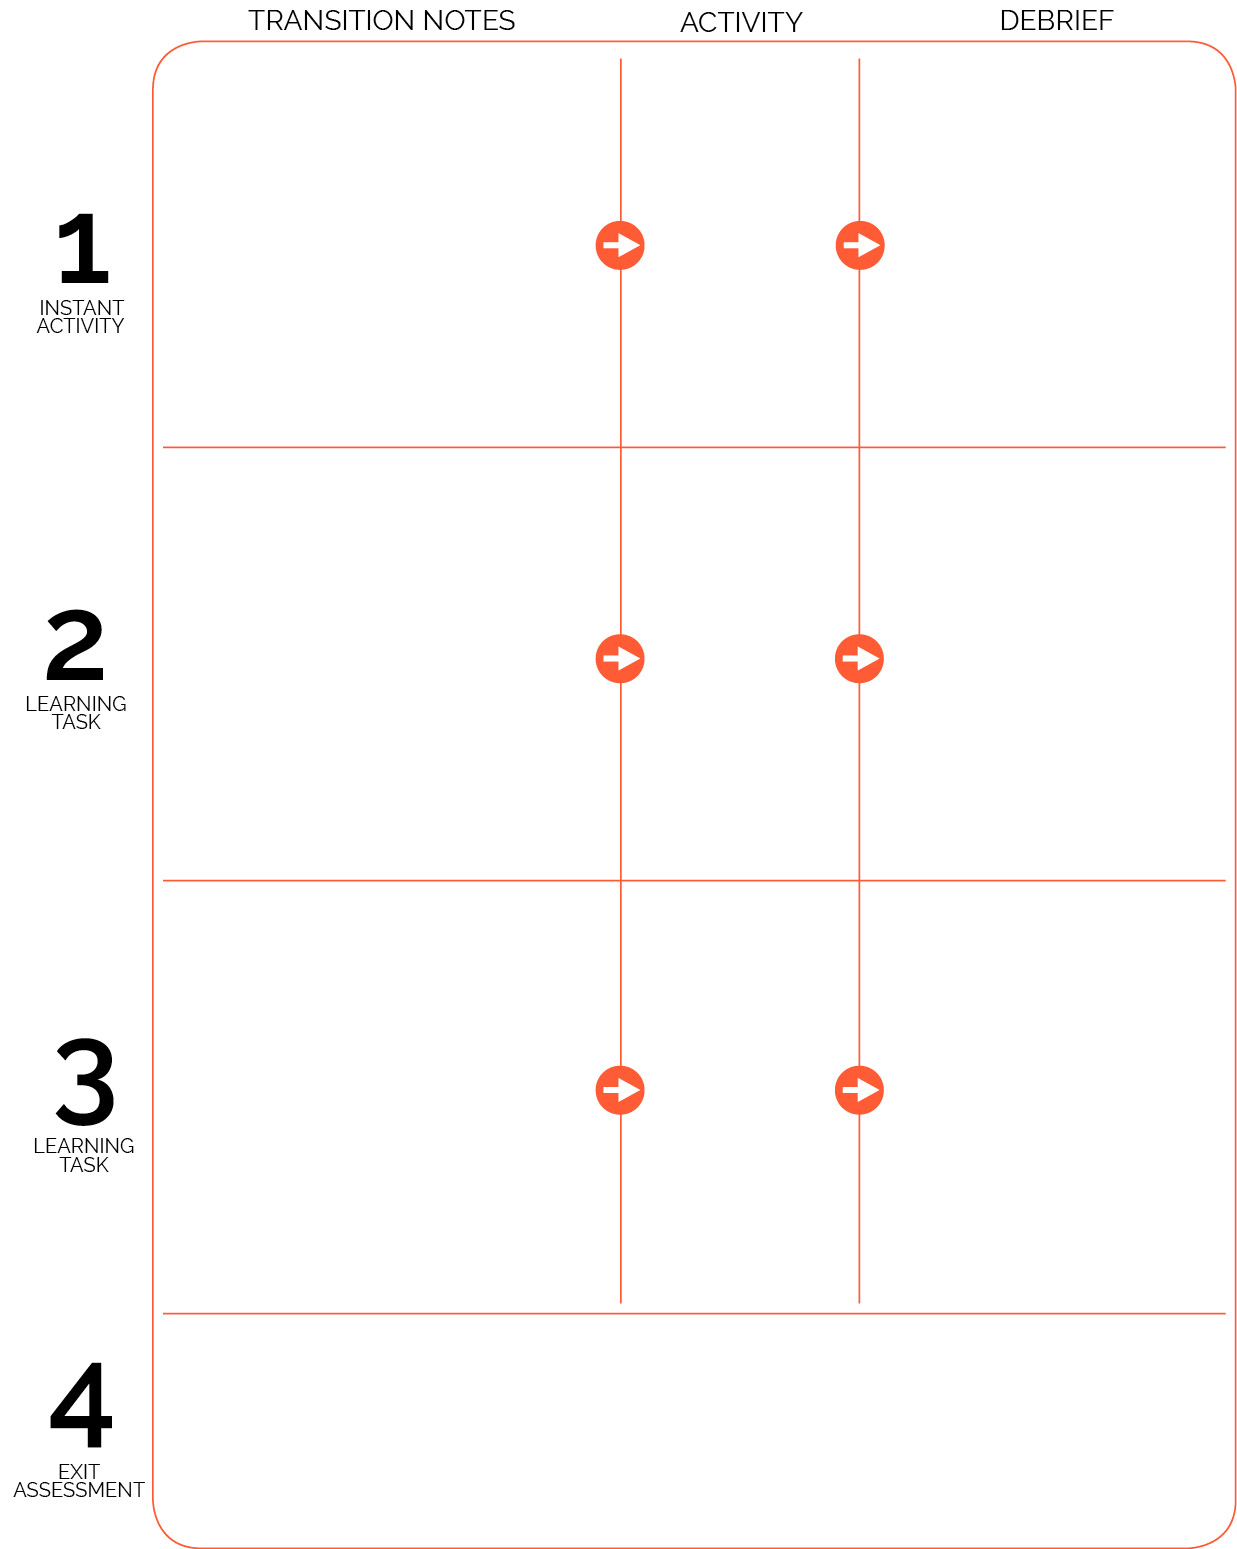 TRANSITION NOTES
ACTIVITY
DEBRIEF
1
INSTANT
ACTIVITY
2
LEARNING
TASK
3
LEARNING
TASK
4
EXIT
ASSESSMENT